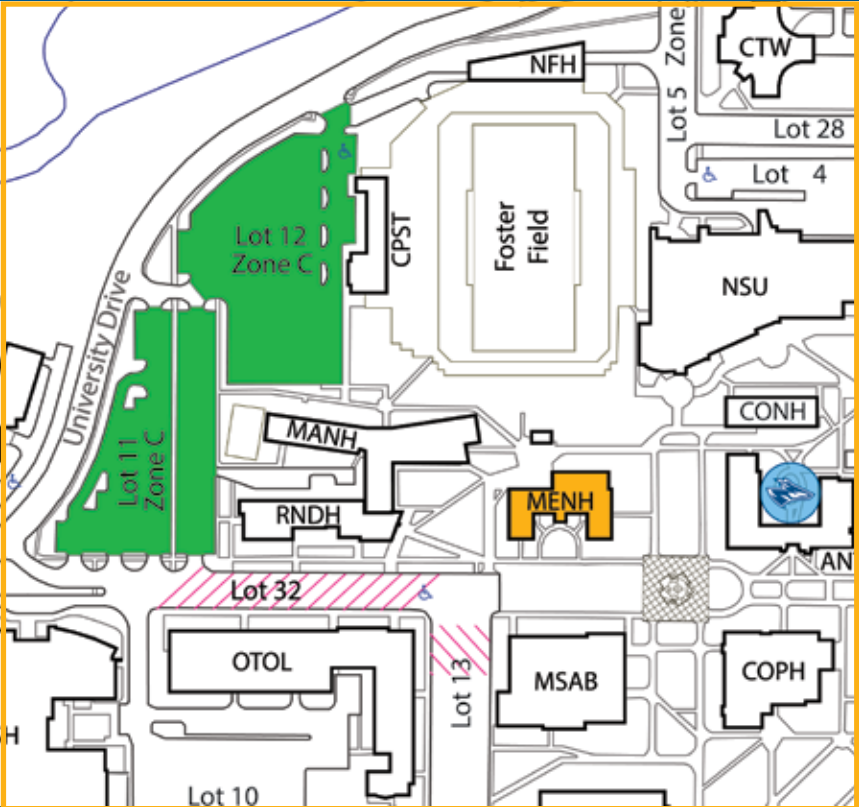 NFH
Zone
CTW
Lot 5
Lot 28
Lot 4
Lot 12
Zone C
CPST
Foster
Field
NSU
University Drive
CONH
MANH
Lot 11
Zone C
MENH
RNDH
AN
Lot 32
OTOL
MSAB
COPH
Lot 13
H
Lot 10